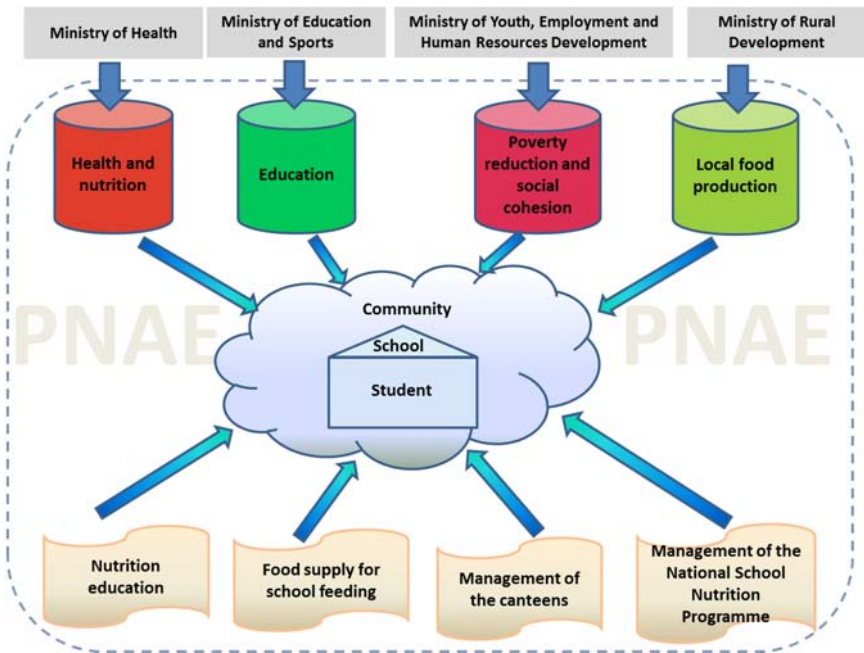 Ministry of Health
Ministry of Education
and Sports
Ministry of Youth, Employment and
Human Resources Development
Ministry of Rural
Development
Health and
nutrition
Education
Poverty
reduction and
social
cohesion
Local food
production
PNAE
Community
School
Student
PNAE
Nutrition
education
Food supply for
school feeding
Management of
the canteens
Management of the
National School
Nutrition
Programme